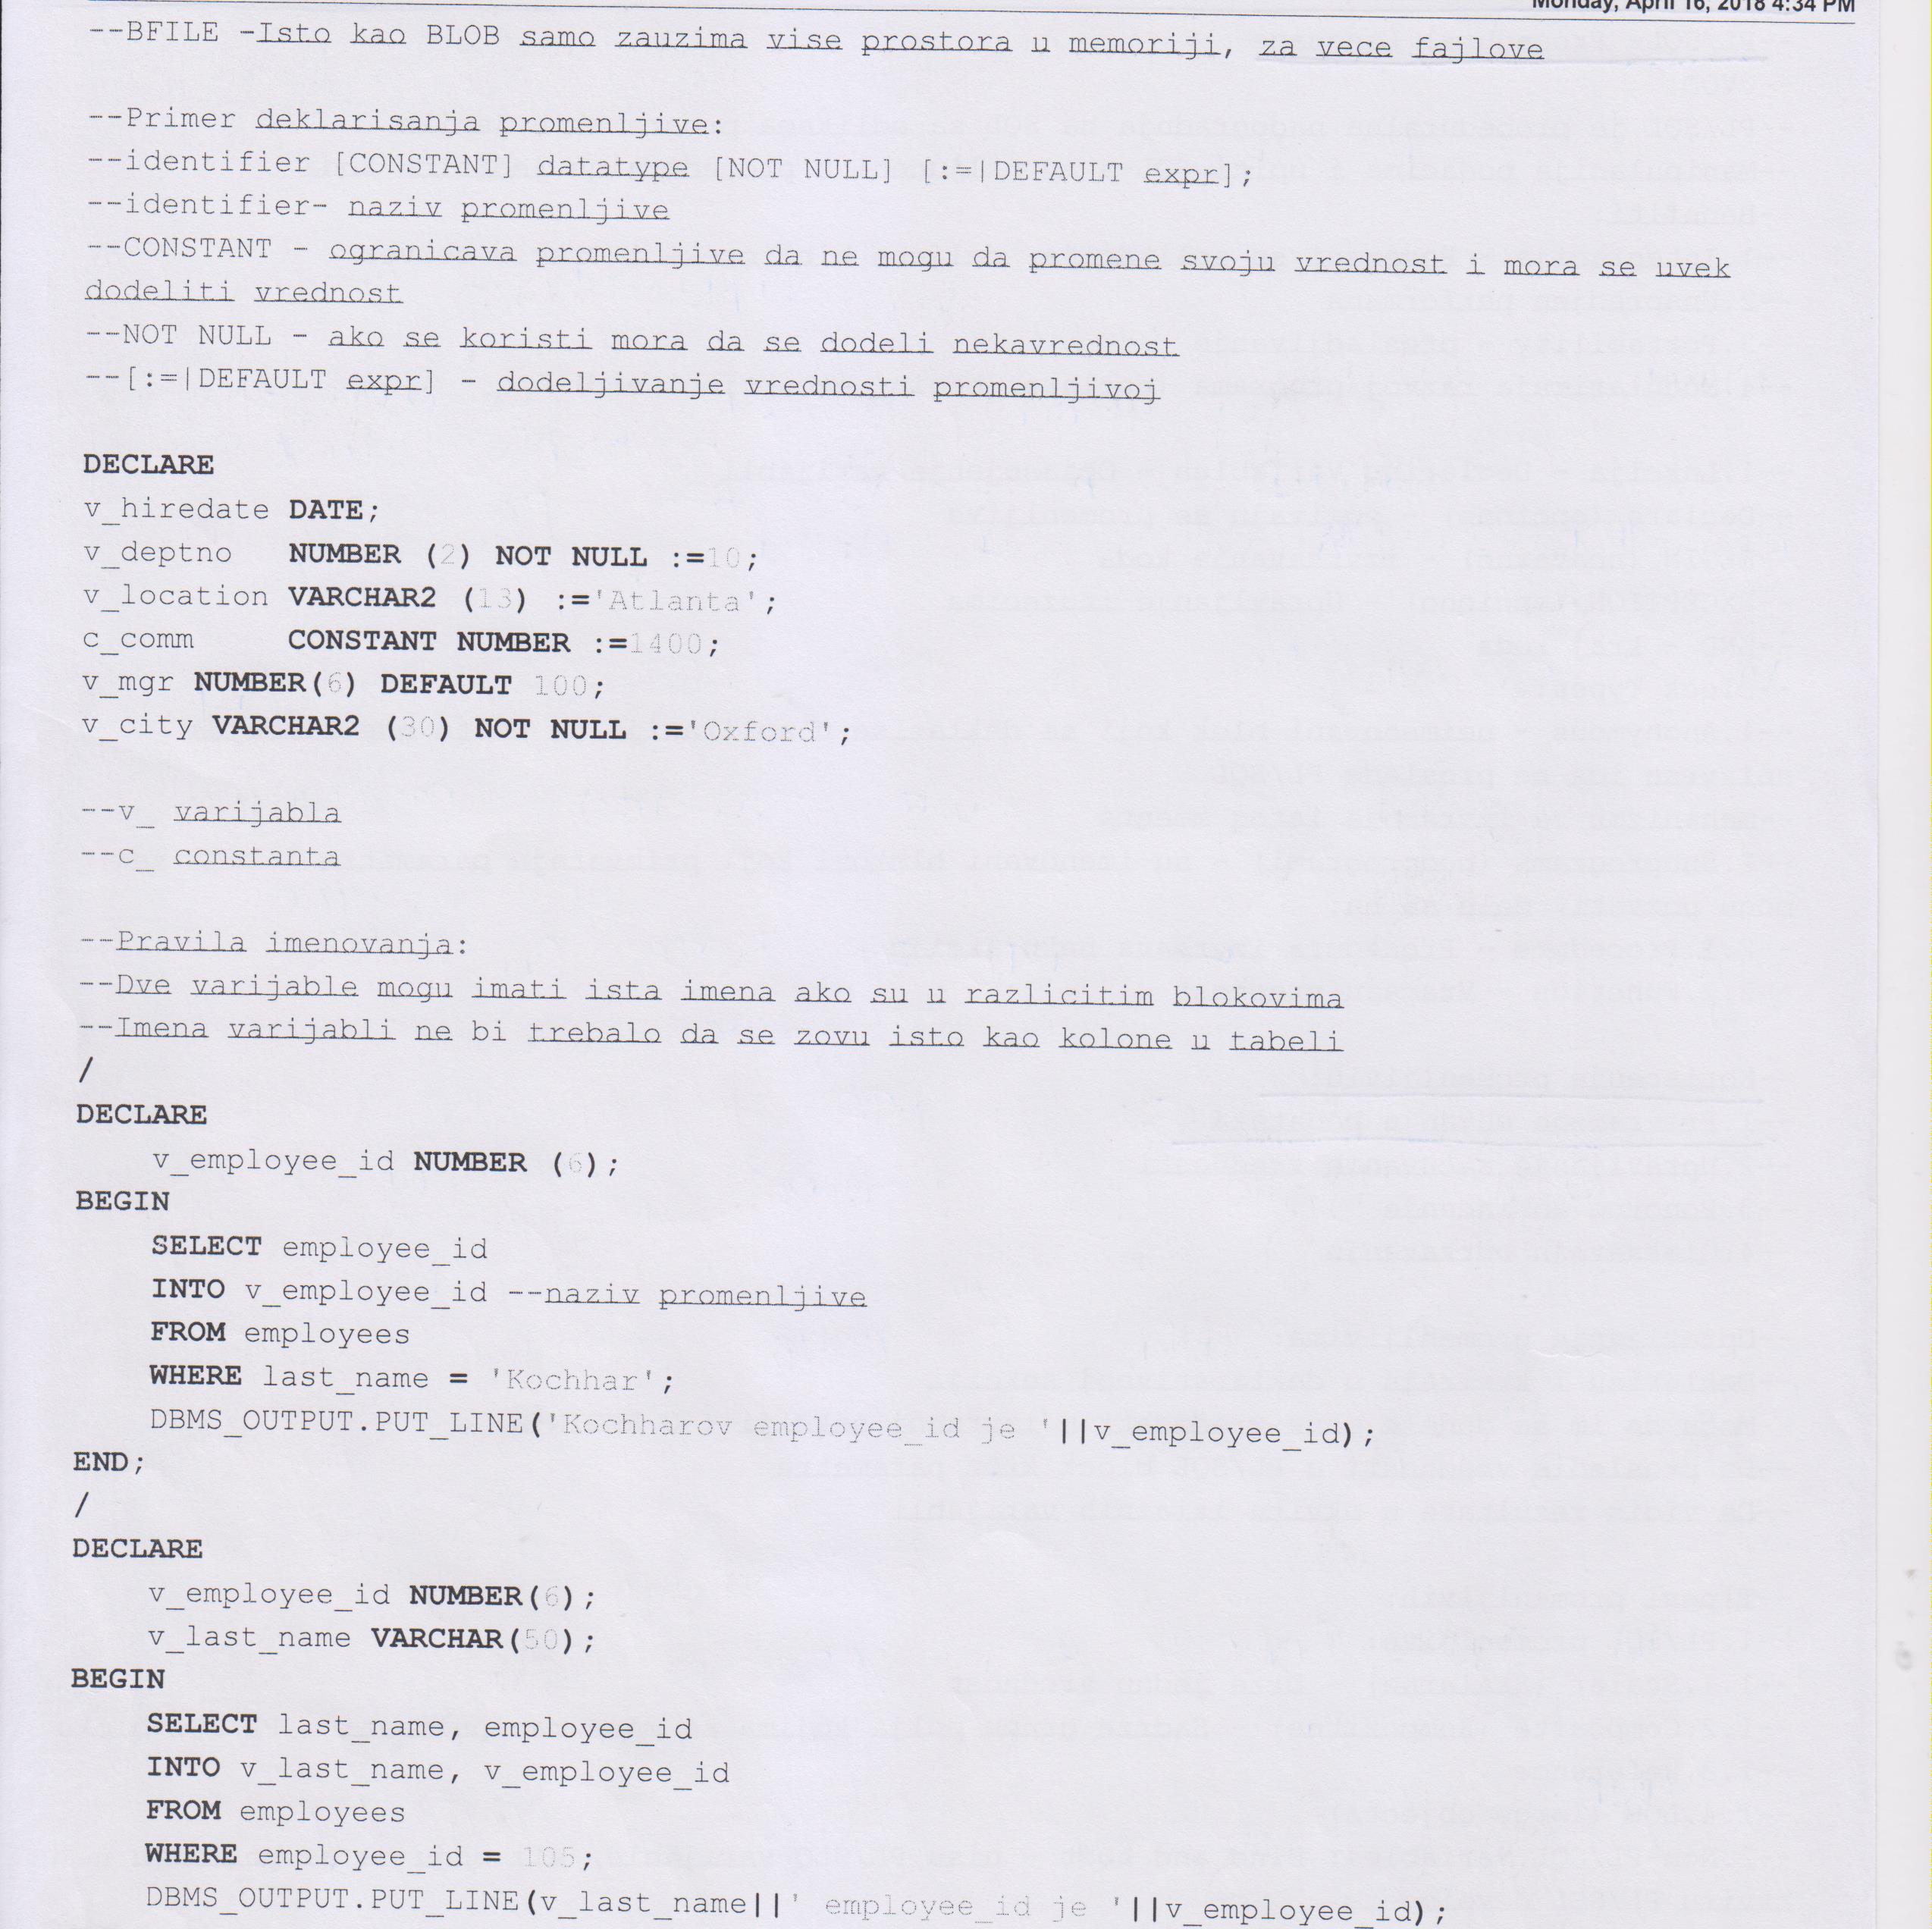 Monday, April 16, 2018 4:34 PM
--BFILE -Isto kao BLOB samo zauzima vise prostora u memoriji, za vece fajlove
--Primer deklarisanja promenljive:
--identifier [CONSTANT] datatype [NOT NULL] [:=|DEFAULT expr];
--identifier- naziv promenljive
--CONSTANT - ogranicava promenljive da ne mogu da promene svoju vrednost i mora se uvek
dodeliti vrednost
--NOT NULL - ako se koristi mora da se dodeli nekavrednost
--[:=|DEFAULT expr] - dodeljivanje vrednosti promenljivoj
DECLARE
v_hiredate DATE;
v_deptno   NUMBER (2) NOT NULL :=10;
v_location VARCHAR2 (13) :='Atlanta';
c_comm     CONSTANT NUMBER :=1400;
v_mgr NUMBER(6) DEFAULT 100;
v_city VARCHAR2 (30) NOT NULL :='Oxford';
--v_ varijabla
--c_ constanta
--Pravila imenovanja:
--Dve varijable mogu imati ista imena ako su u razlicitim blokovima
--Imena varijabli ne bi trebalo da se zovu isto kao kolone u tabeli
/
DECLARE
    v_employee_id NUMBER (6);
BEGIN
    SELECT employee_id
    INTO v_employee_id --naziv promenljive
    FROM employees
    WHERE last_name = 'Kochhar';
    DBMS_OUTPUT.PUT_LINE('Kochharov employee_id je '||v_employee_id);
END;
/
DECLARE
    v_employee_id NUMBER(6);
    v_last_name VARCHAR(50);
BEGIN
    SELECT last_name, employee_id
    INTO v_last_name, v_employee_id
    FROM employees
    WHERE employee_id = 105;
    DBMS_OUTPUT.PUT_LINE(v_last_name||' employee_id je '||v_employee_id);